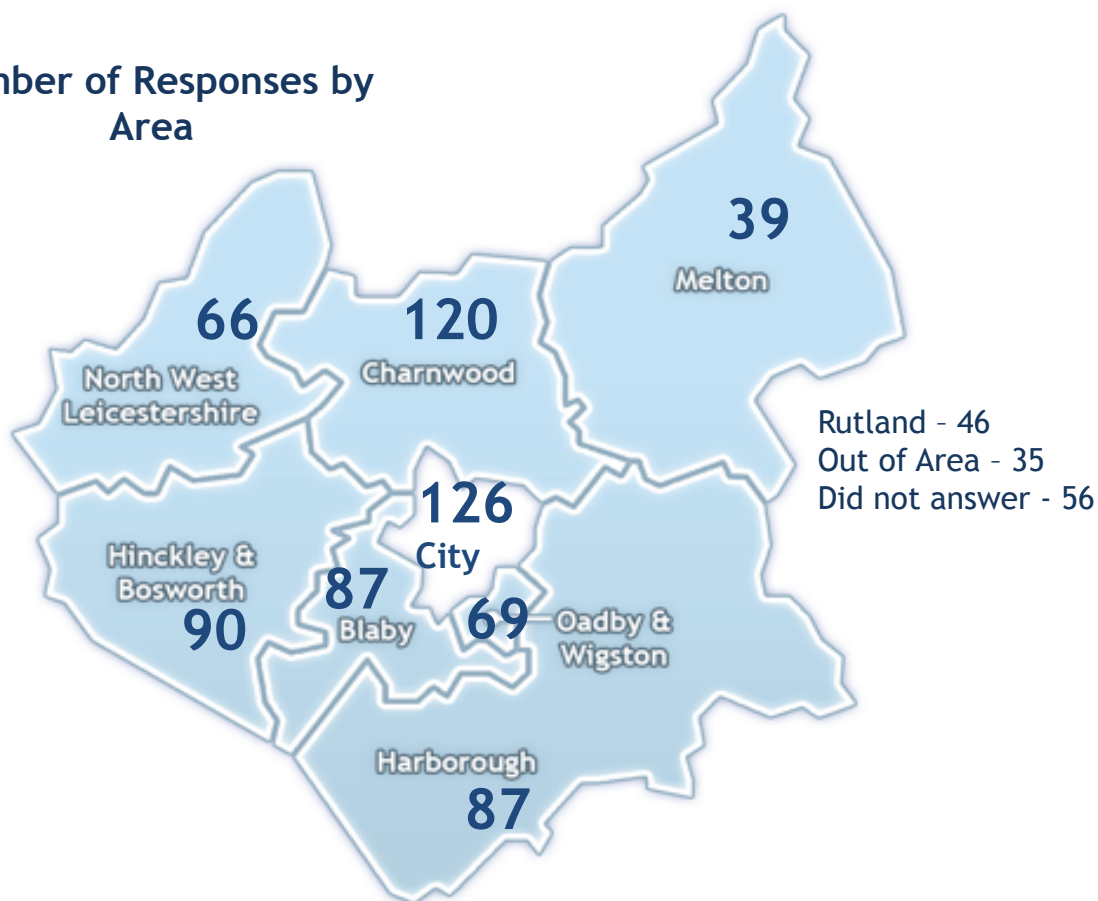 mber of Responses by
Area
39
Melton
66
120
North West
Leicestershire
Charnwood
Rutland – 46
Out of Area – 35
Did not answer - 56
126
City
Hinckley &
Bosworth
90
87
Blaby
69
Oadby &
Wigston
Harborough
87